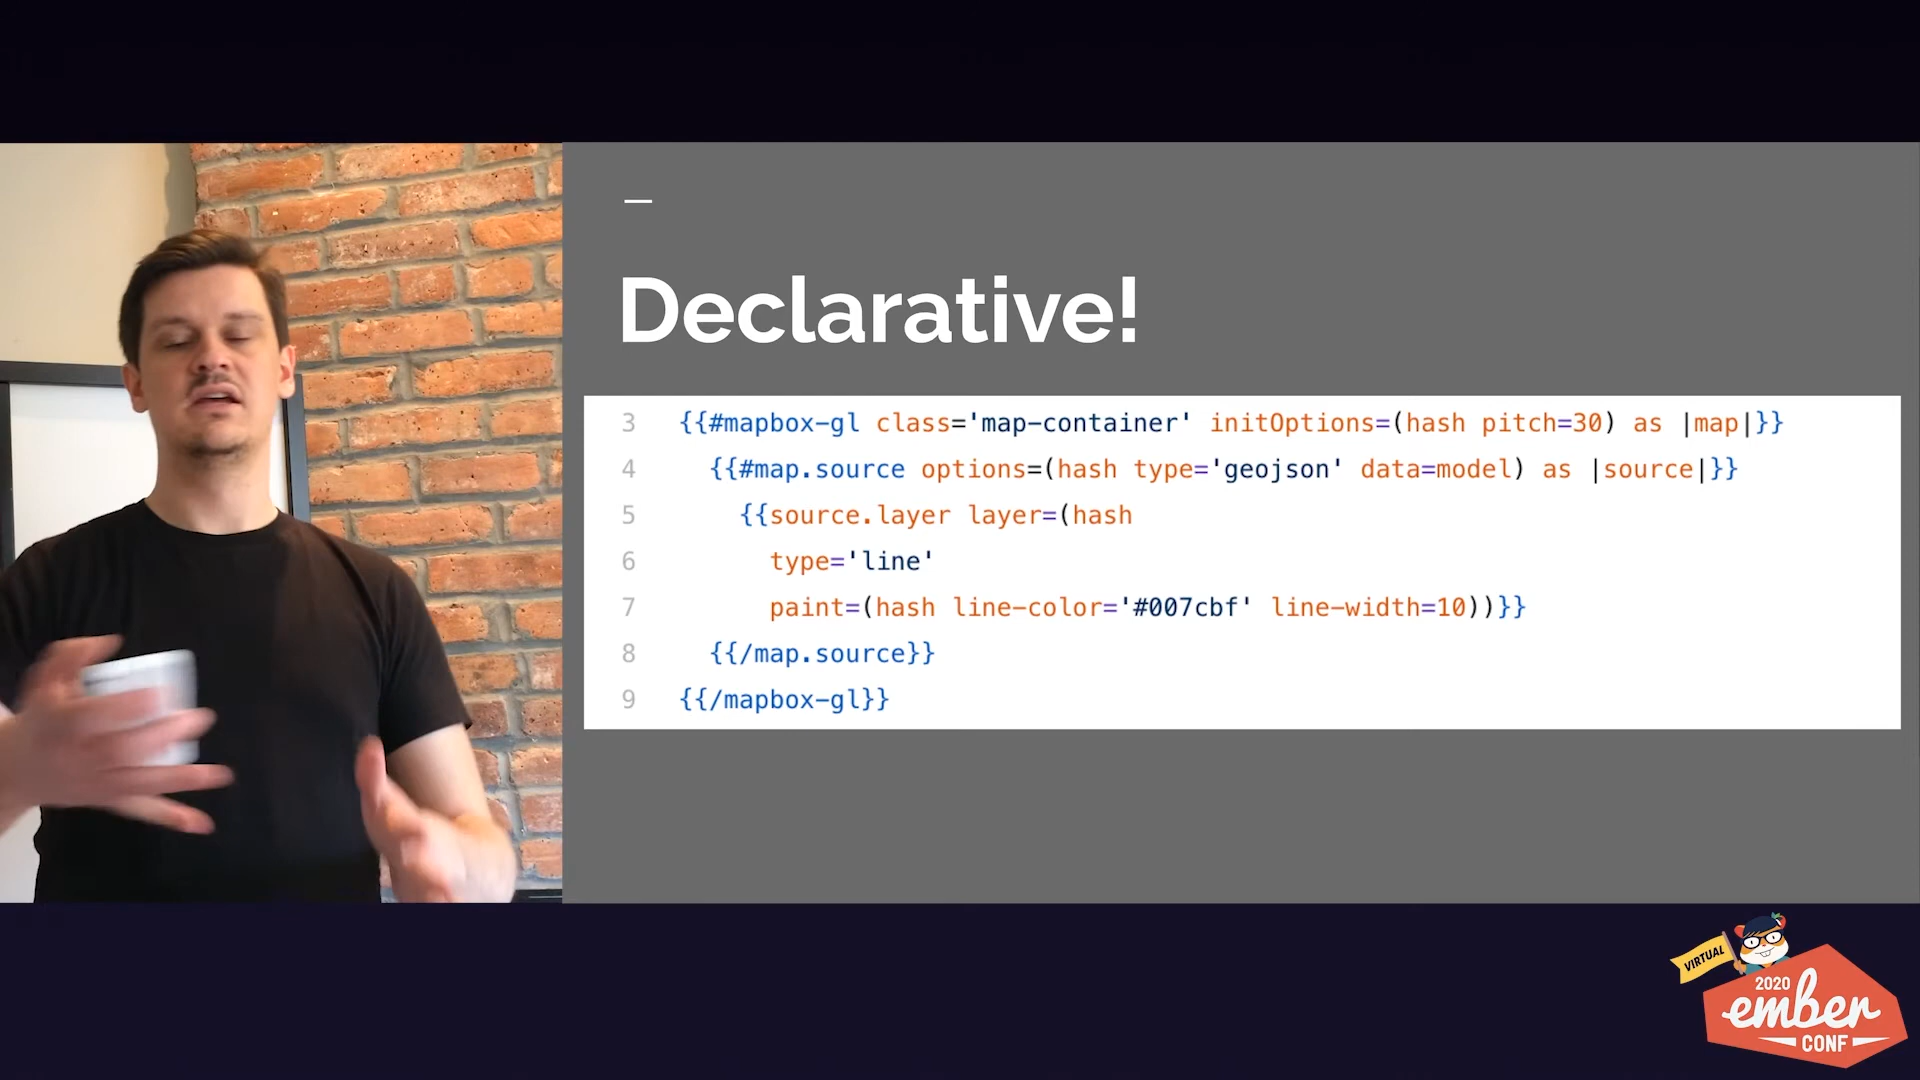 Declarative!
3 {{#mapbox-gl class='map-container' initOptions=(hash pitch=30) as |map|}}
4 {{#map.source options=(hash type='geojson' data=model) as |source|}}
5 {{source.layer layer=(hash
6 type='line'
7 paint=(hash line-color='#007cbf' line-width=10))}}
8 {{/map.source}}
9 {{/mapbox-gl}}
VIRTUAL
2020
ember
CONF